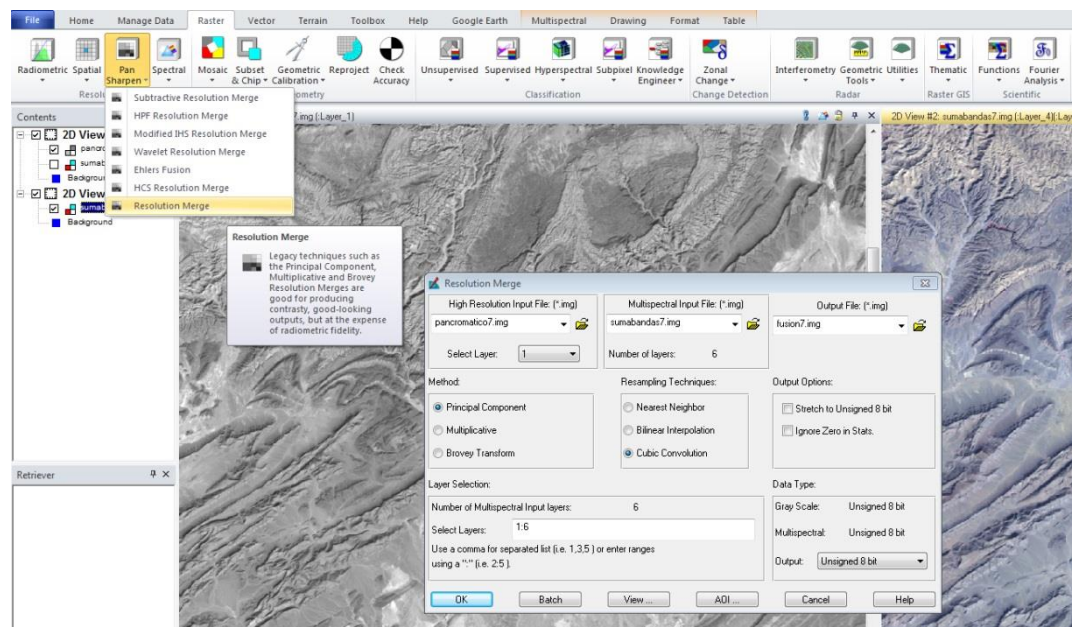 File Home Manage Data Raster Vector Terrain Toolbox Help Google Earth Multispectral Drawing Format Table
Radiometric Spatial Pan Sharpen Spectral Mosaic Subset & Chip Geometric Calibration Reproject Check Accuracy Unsupervised Supervised Hyperspectral Subpixel Knowledge Engineer Zonal Change Interferometry Geometric Tools Utilities Thematic Functions Fourier Analysis
Classification Change Detection Radar Raster GIS
Subtractive Resolution Merge
HPF Resolution Merge
Modified IHS Resolution Merge
Wavelet Resolution Merge
Ehlers Fusion
HCS Resolution Merge
Resolution Merge
Contents
2D View
2D View
Background
7.img (:Layer_1)
2D View #2: sumabandas7.img (:Layer_4)(:Lay
Resolution Merge
Legacy techniques such as
the Principal Component,
Multiplicative and Brovey
Resolution Merges are
good for producing
contrasty, good-looking
outputs, but at the expense
of radiometric fidelity.
Retriever
Resolution Merge
High Resolution Input File: (*.img)
pancromatico7.img
Select Layer: 1
Multispectral Input File: (*.img)
sumabandas7.img
Number of layers: 6
Output File: (*.img)
fusion7.img
Method:
Principal Component
Multiplicative
Brovey Transform
Resampling Techniques:
Nearest Neighbor
Bilinear Interpolation
Cubic Convolution
Output Options:
Stretch to Unsigned 8 bit
Ignore Zero in Stats.
Layer Selection:
Number of Multispectral Input layers: 6
Select Layers: 1:6
Use a comma for separated list (i.e. 1,3,5 ) or enter ranges
using a ":" (i.e. 2:5 ).
Data Type:
Gray Scale: Unsigned 8 bit
Multispectral: Unsigned 8 bit
Output: Unsigned 8 bit
OK Batch View ... AOI ... Cancel Help